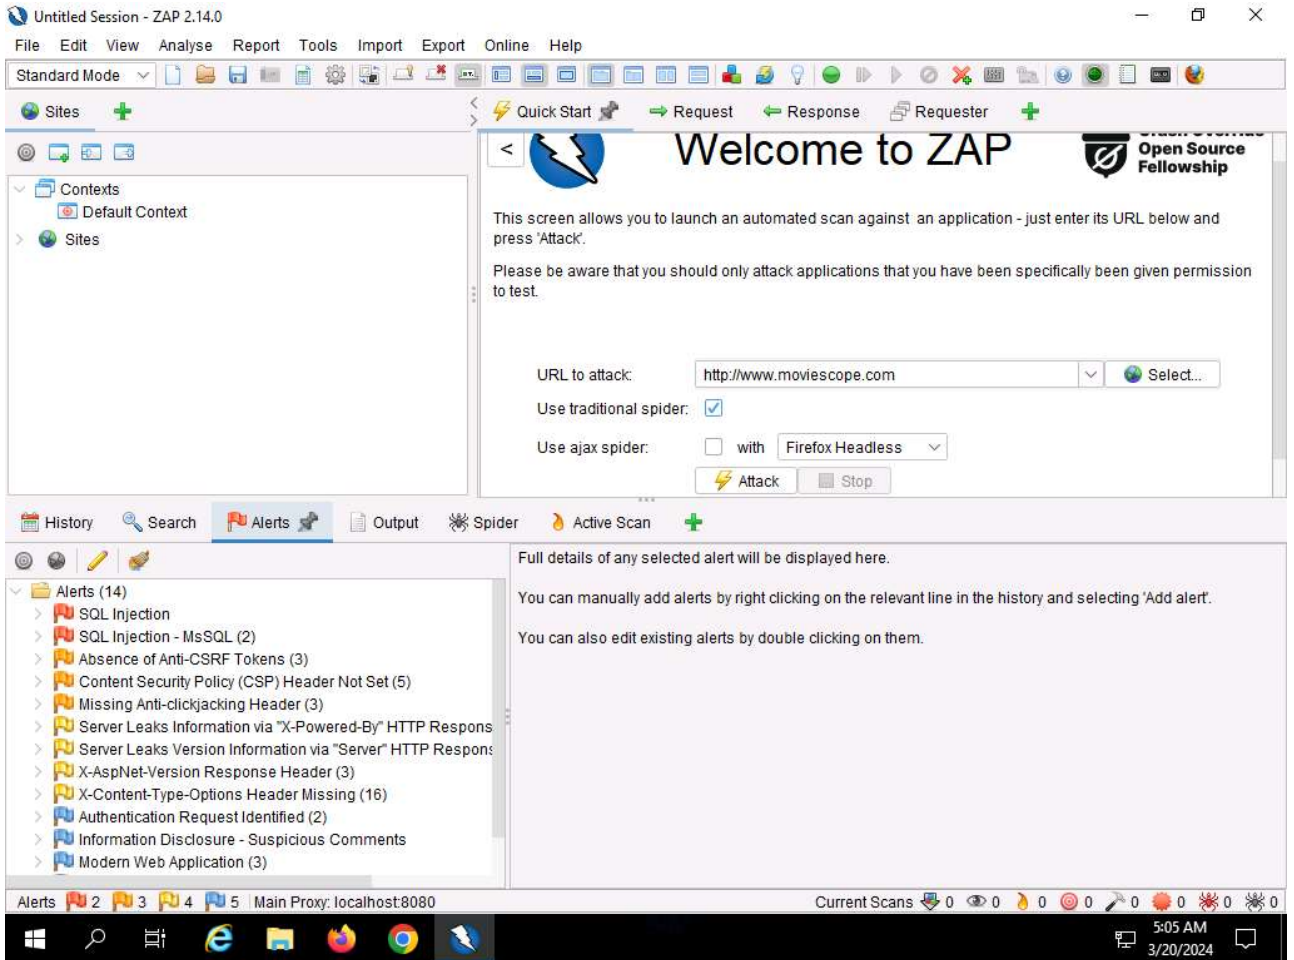 Untitled Session - ZAP 2.14.0
File Edit View Analyse Report Tools Import Export Online Help
Standard Mode
Sites
Quick Start Request Response Requester
< Welcome to ZAP
Open Source
Fellowship
Contexts
Default Context
Sites
This screen allows you to launch an automated scan against an application - just enter its URL below and
press 'Attack'.
Please be aware that you should only attack applications that you have been specifically been given permission
to test.
URL to attack: http://www.moviescope.com Select...
Use traditional spider:
Use ajax spider: with Firefox Headless
Attack Stop
History Search Alerts Output Spider Active Scan
Alerts (14)
SQL Injection
SQL Injection - MsSQL (2)
Absence of Anti-CSRF Tokens (3)
Content Security Policy (CSP) Header Not Set (5)
Missing Anti-clickjacking Header (3)
Server Leaks Information via "X-Powered-By" HTTP Respons
Server Leaks Version Information via "Server" HTTP Respons
X-AspNet-Version Response Header (3)
X-Content-Type-Options Header Missing (16)
Authentication Request Identified (2)
Information Disclosure - Suspicious Comments
Modern Web Application (3)
Full details of any selected alert will be displayed here.
You can manually add alerts by right clicking on the relevant line in the history and selecting 'Add alert'.
You can also edit existing alerts by double clicking on them.
Alerts 2 3 4 5 Main Proxy: localhost:8080 Current Scans 0 0 0 0 0 0 0 0
5:05 AM
3/20/2024